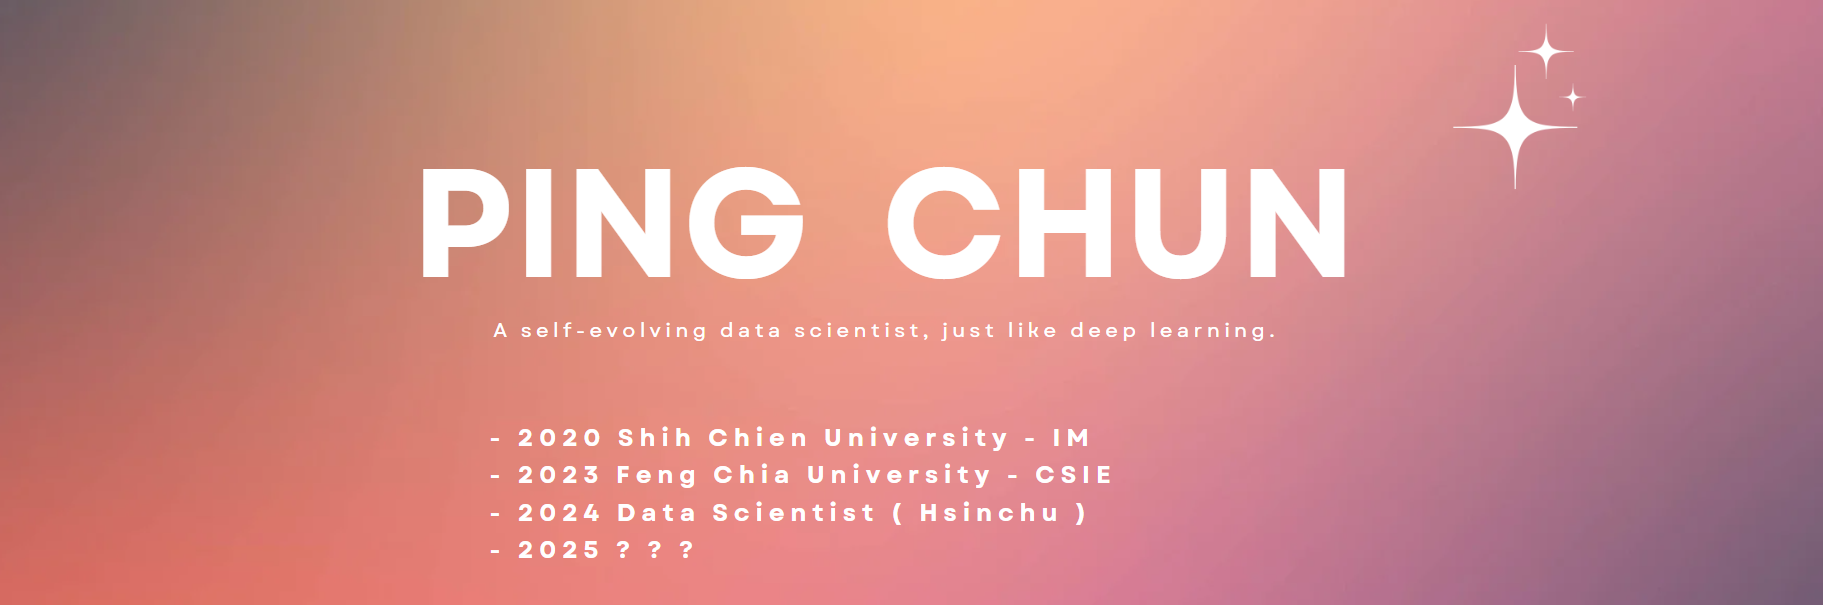 PING CHUN
A self-evolving data scientist, just like deep learning.
- 2020 Shih Chien University - IM
- 2023 Feng Chia University - CSIE
- 2024 Data Scientist ( Hsinchu )
- 2025 ? ? ?